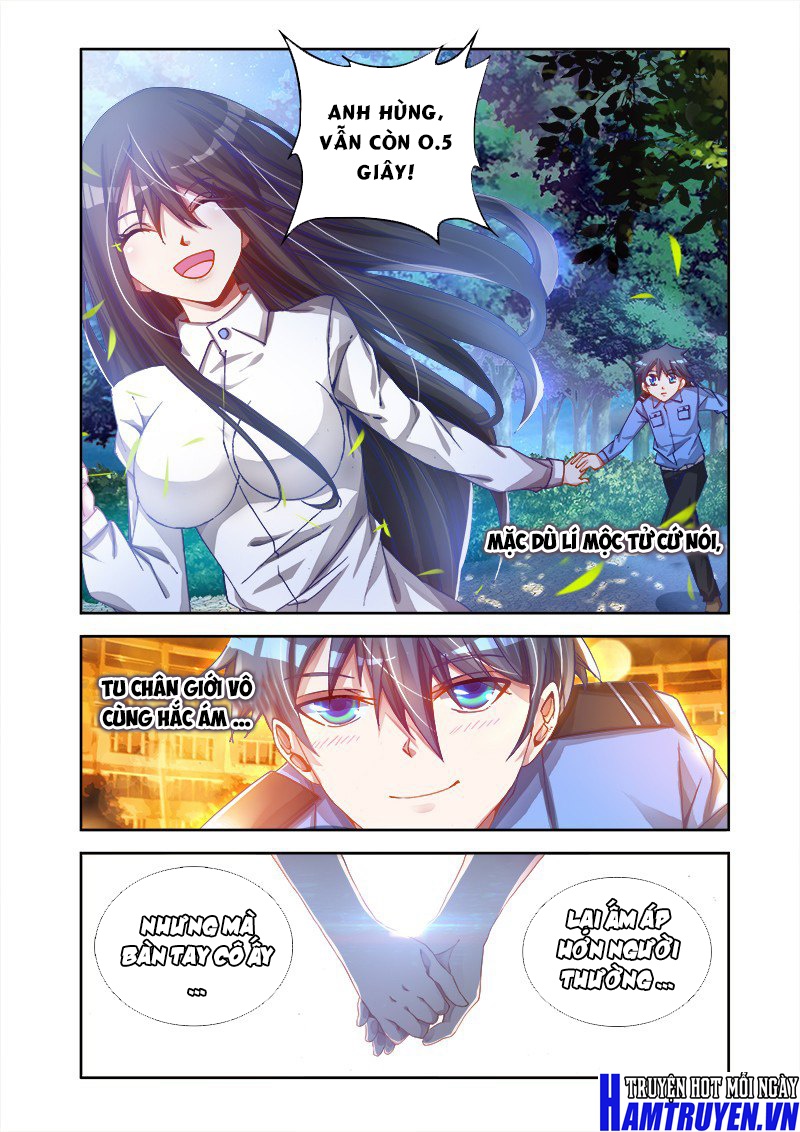 ANH HÙNG,
VẪN CÒN 0.5
GIÂY!
MẶC DÙ LÍ MỘC TỬ CỨ NÓI,
TU CHÂN GIỚI VÔ
CÙNG HẮC ÁM ...
NHƯNG MÀ
BÀN TAY CÔ ẤY
...
LẠI ẤM ÁP
HƠN NGƯỜI
THƯỜNG ...
TRUYỆN HOT MỖI NGÀY
HAMTRUYEN.VN